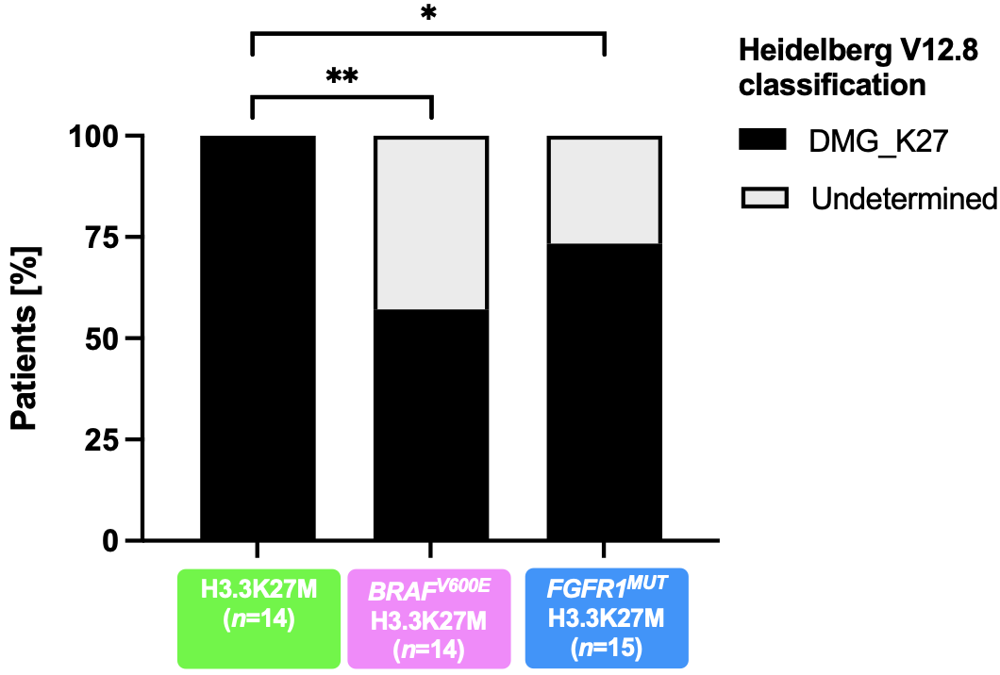 *
**
Heidelberg V12.8
classification
DMG_K27
Undetermined
Patients [%]
100
75
50
25
0
H3.3K27M
(n=14)
BRAFV600E
H3.3K27M
(n=14)
FGFR1MUT
H3.3K27M
(n=15)